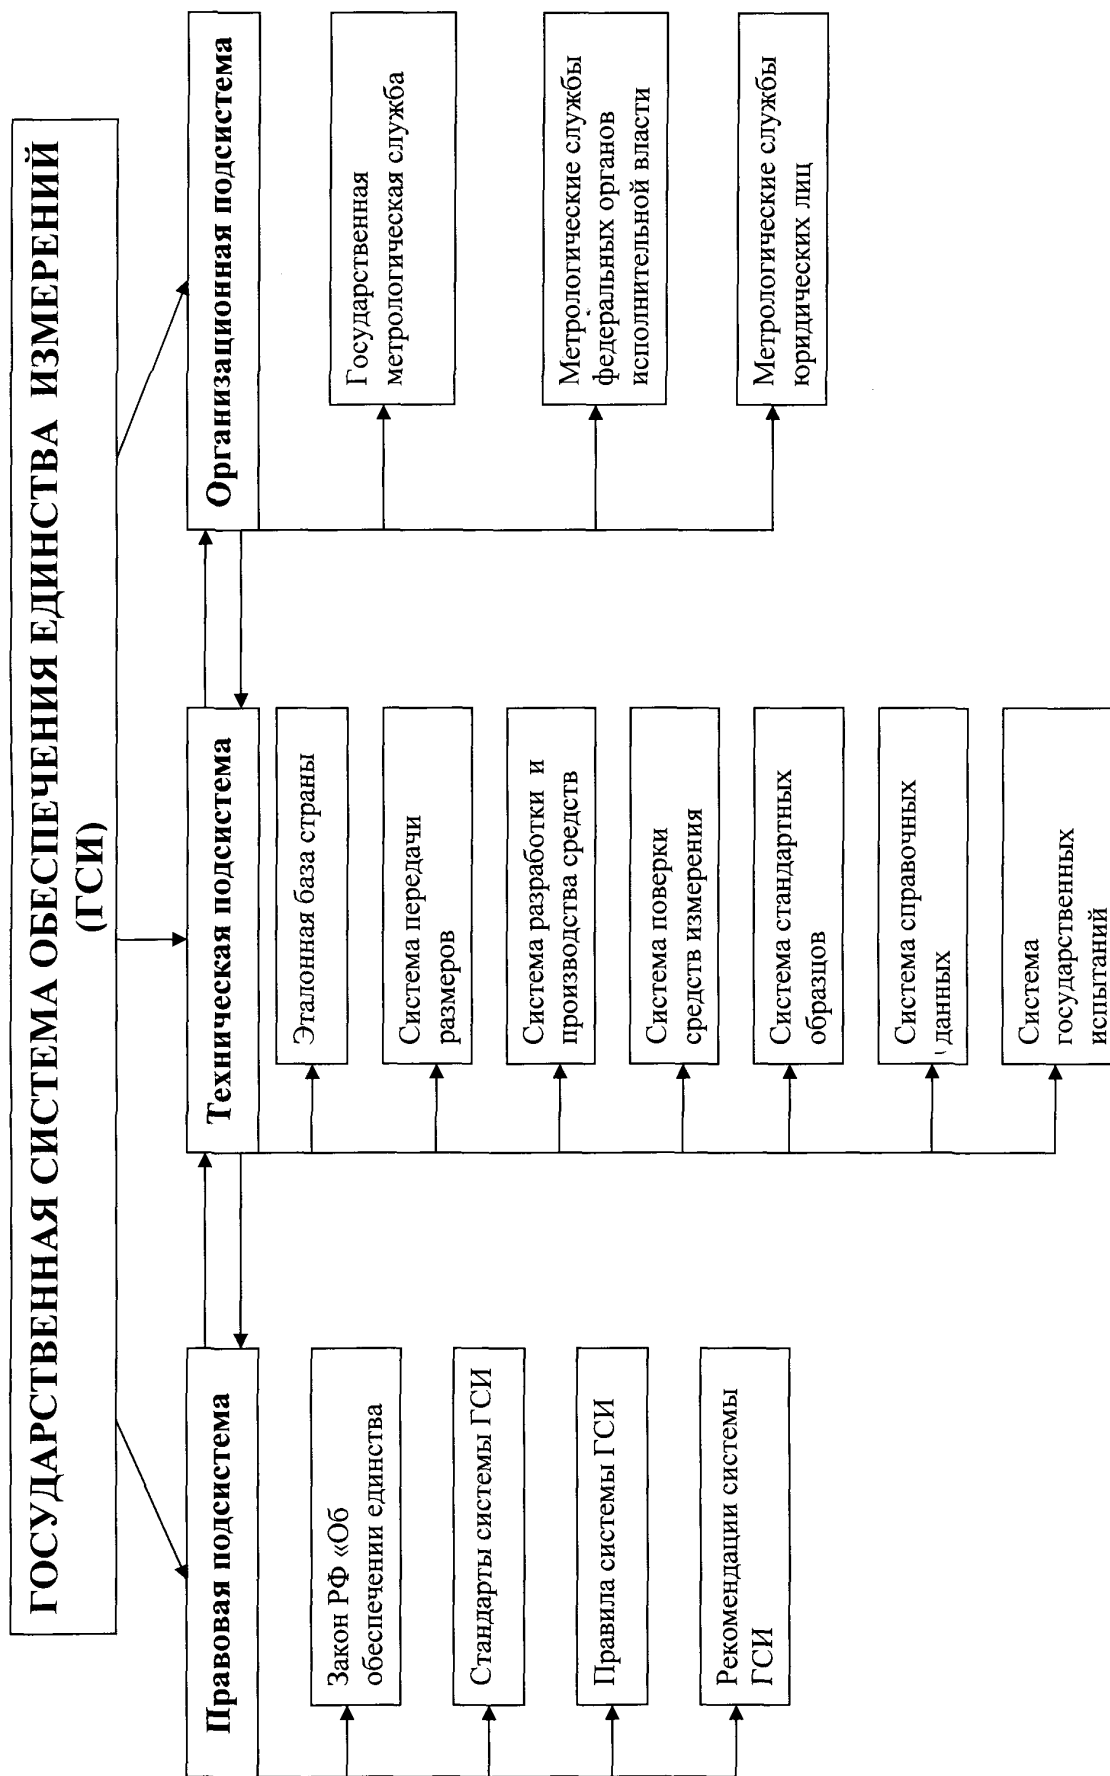 ГОСУДАРСТВЕННАЯ СИСТЕМА ОБЕСПЕЧЕНИЯ ЕДИНСТВА ИЗМЕРЕНИЙ
(ГСИ)
Правовая подсистема
Закон РФ «Об
обеспечении единства
Стандарты системы ГСИ
Правила системы ГСИ
Рекомендации системы
ГСИ
Техническая подсистема
Эталонная база страны
Система передачи
размеров
Система разработки и
производства средств
Система поверки
средств измерения
Система стандартных
образцов
Система справочных
данных
Система
государственных
испытаний
Организационная подсистема
Государственная
метрологическая служба
Метрологические службы
федеральных органов
исполнительной власти
Метрологические службы
юридических лиц